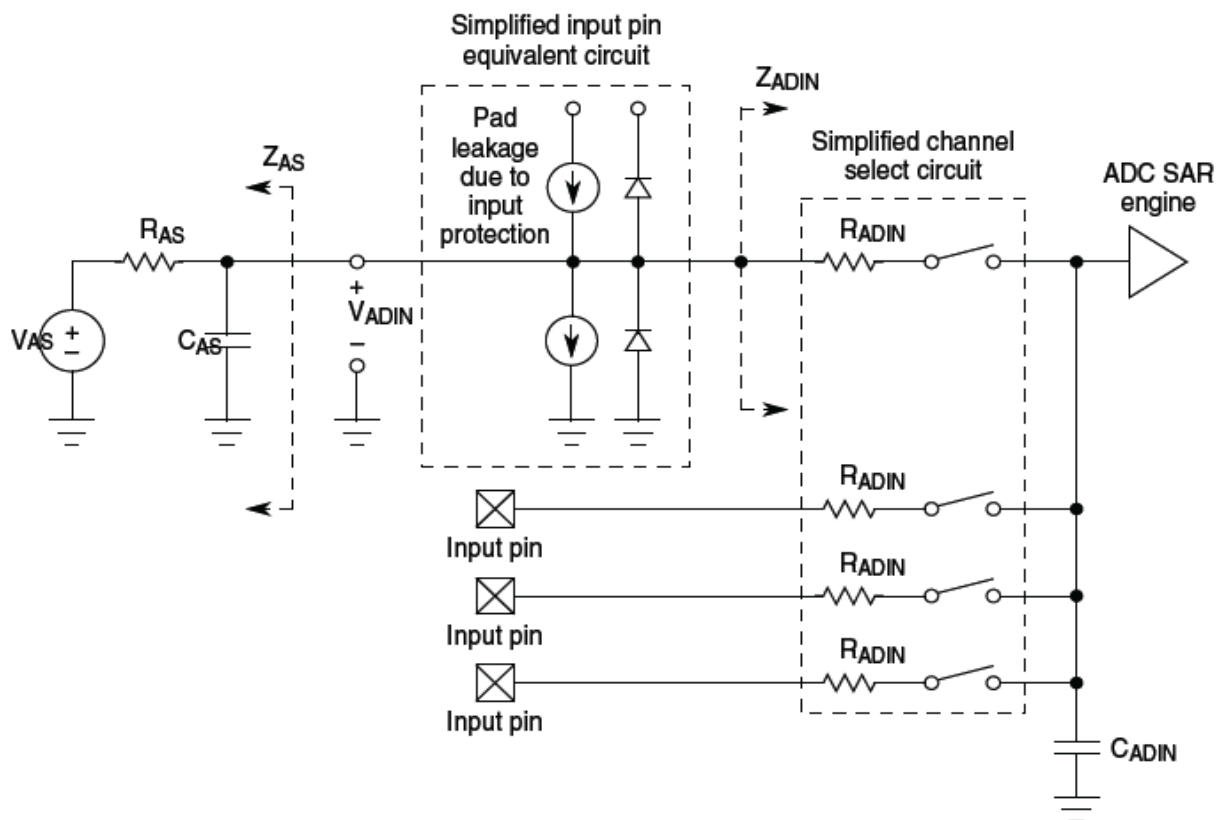 Simplified input pin
equivalent circuit
Pad
leakage
due to
input
protection
ZAS
RAS
VAS
+
–
CAS
+
VADIN
–
ZADIN
Simplified channel
select circuit
RADIN
ADC SAR
engine
RADIN
Input pin
RADIN
Input pin
RADIN
Input pin
CADIN